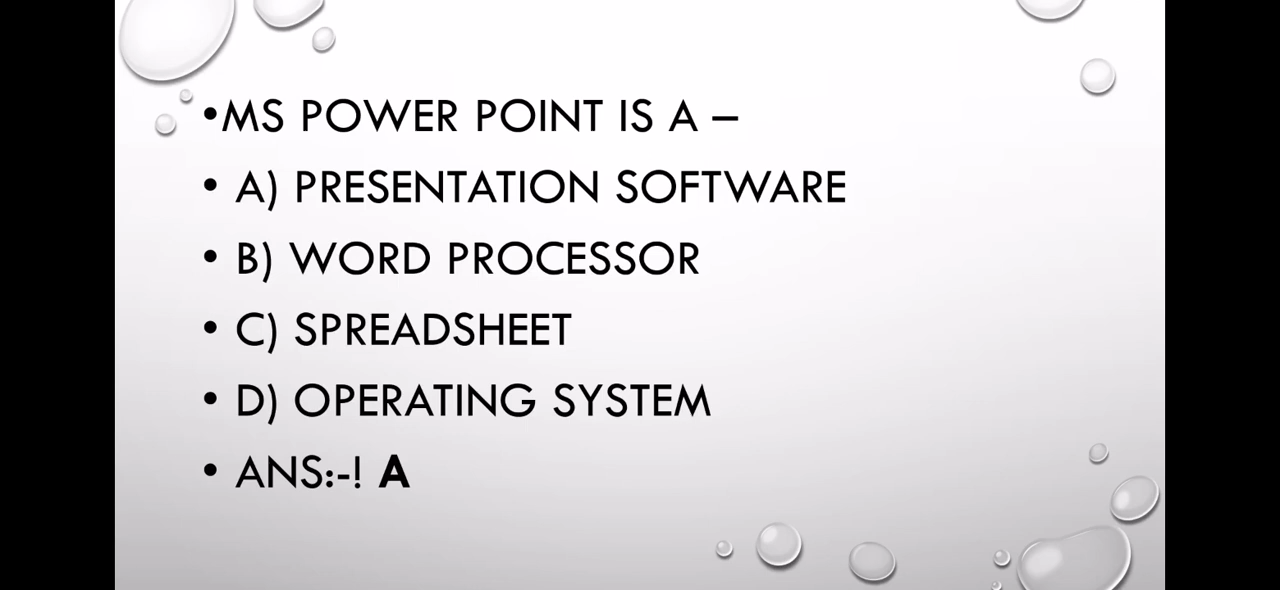 •MS POWER POINT IS A –
• A) PRESENTATION SOFTWARE
• B) WORD PROCESSOR
• C) SPREADSHEET
• D) OPERATING SYSTEM
• ANS:-! A